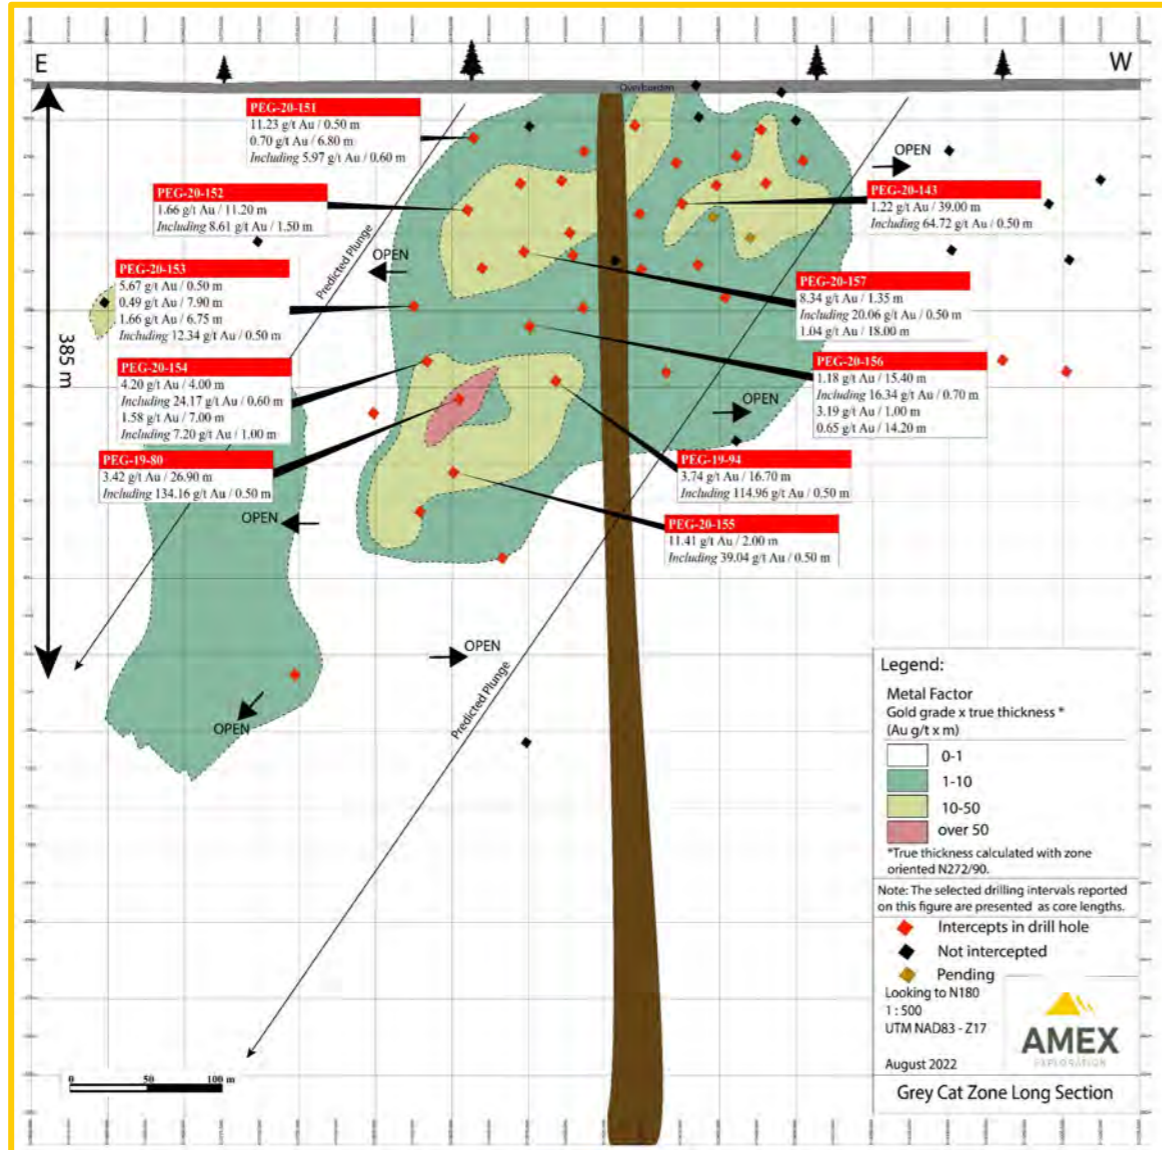 E
W
Overburden
PEG-20-151
11.23 g/t Au / 0.50 m
0.70 g/t Au / 6.80 m
Including 5.97 g/t Au / 0.60 m
OPEN
PEG-20-152
1.66 g/t Au / 11.20 m
Including 8.61 g/t Au / 1.50 m
PEG-20-143
1.22 g/t Au / 39.00 m
Including 64.72 g/t Au / 0.50 m
Predicted Plunge
OPEN
PEG-20-153
5.67 g/t Au / 0.50 m
0.49 g/t Au / 7.90 m
1.66 g/t Au / 6.75 m
Including 12.34 g/t Au / 0.50 m
PEG-20-157
8.34 g/t Au / 1.35 m
Including 20.06 g/t Au / 0.50 m
1.04 g/t Au / 18.00 m
385 m
PEG-20-154
4.20 g/t Au / 4.00 m
Including 24.17 g/t Au / 0.60 m
1.58 g/t Au / 7.00 m
Including 7.20 g/t Au / 1.00 m
PEG-20-156
1.18 g/t Au / 15.40 m
Including 16.34 g/t Au / 0.70 m
3.19 g/t Au / 1.00 m
0.65 g/t Au / 14.20 m
OPEN
PEG-19-80
3.42 g/t Au / 26.90 m
Including 134.16 g/t Au / 0.50 m
PEG-19-94
3.74 g/t Au / 16.70 m
Including 114.96 g/t Au / 0.50 m
OPEN
PEG-20-155
11.41 g/t Au / 2.00 m
Including 39.04 g/t Au / 0.50 m
OPEN
Predicted Plunge
OPEN
Legend:
Metal Factor
Gold grade x true thickness *
(Au g/t x m)
0-1
1-10
10-50
over 50
*True thickness calculated with zone
oriented N272/90.
Note: The selected drilling intervals reported
on this figure are presented as core lengths.
Intercepts in drill hole
Not intercepted
Pending
Looking to N180
1 : 500
UTM NAD83 - Z17
August 2022
AMEX
EXPLORATION
Grey Cat Zone Long Section
0 50 100 m